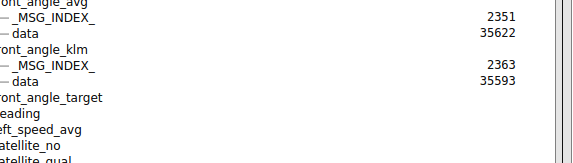 ront_angle_avg
_MSG_INDEX_ 2351
data 35622
ront_angle_klm
_MSG_INDEX_ 2363
data 35593
ront_angle_target
eading
eft_speed_avg
atellite_no
atellite_qual